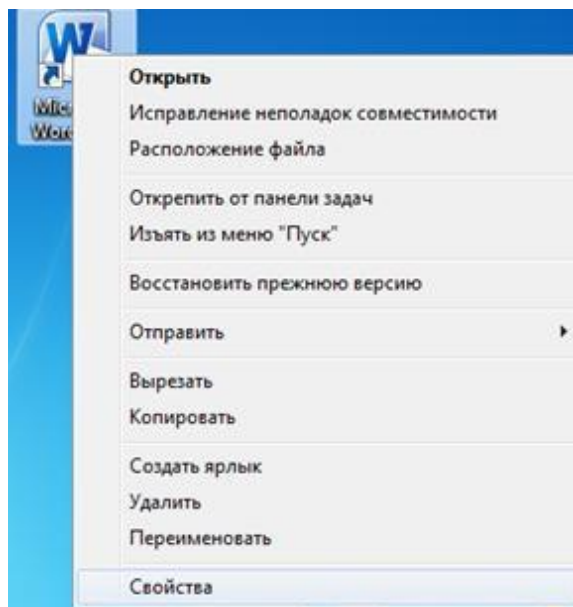 Открыть
Исправление неполадок совместимости
Расположение файла
Открепить от панели задач
Изъять из меню "Пуск"
Восстановить прежнюю версию
Отправить
Вырезать
Копировать
Создать ярлык
Удалить
Переименовать
Свойства